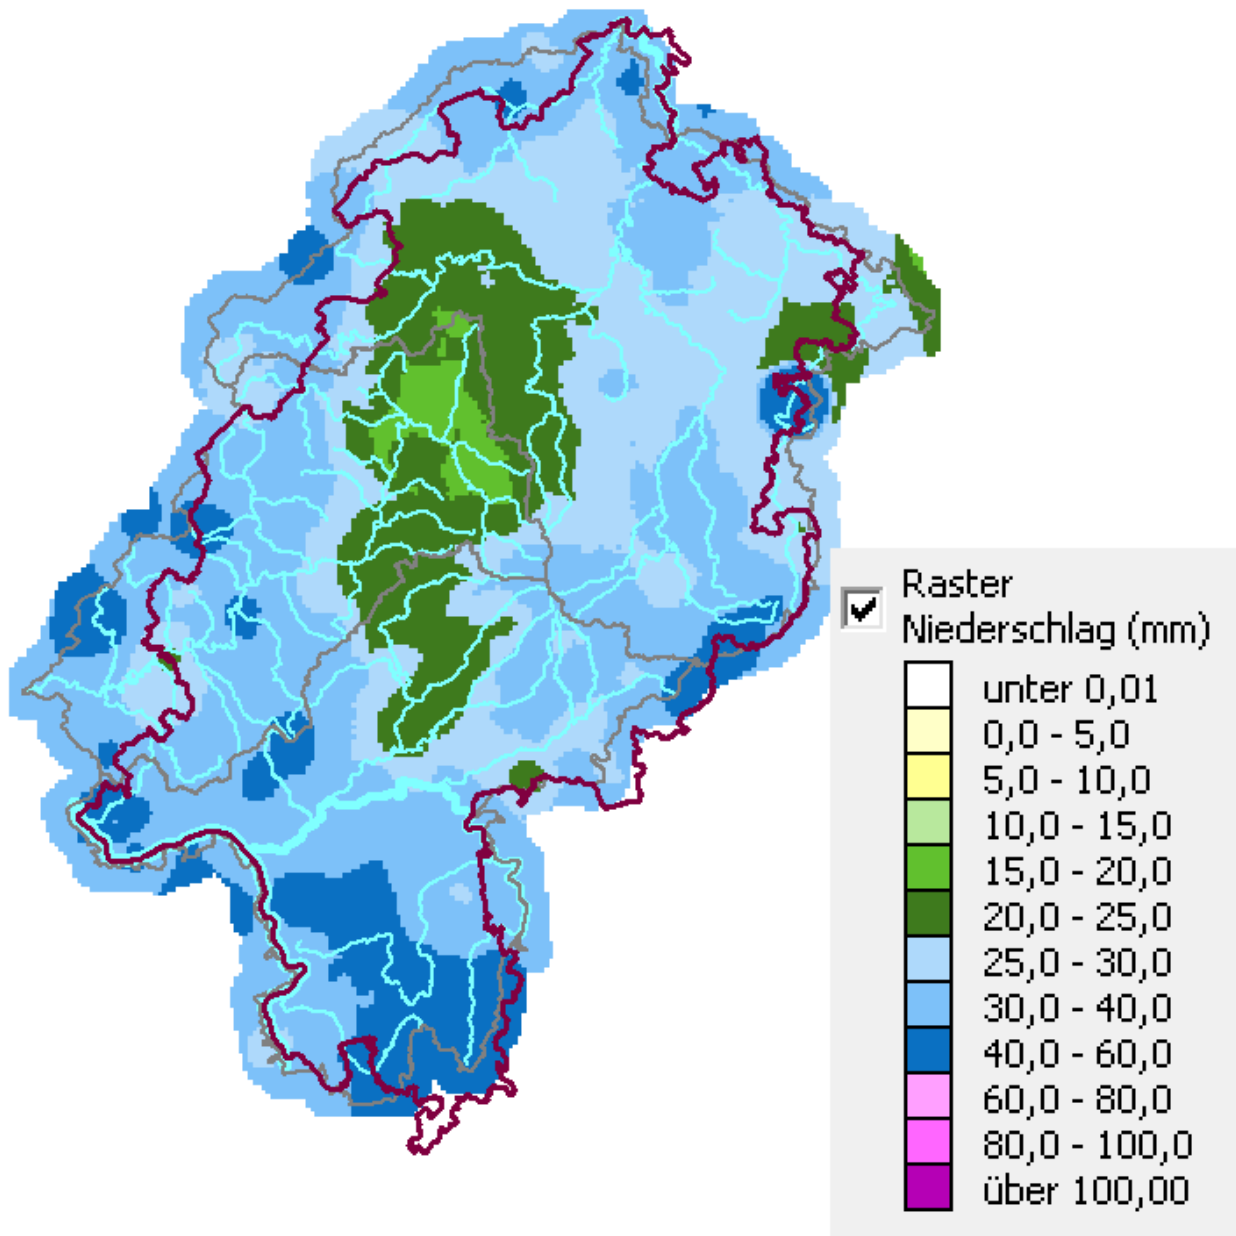 Raster
Niederschlag (mm)
unter 0,01
0,0 - 5,0
5,0 - 10,0
10,0 - 15,0
15,0 - 20,0
20,0 - 25,0
25,0 - 30,0
30,0 - 40,0
40,0 - 60,0
60,0 - 80,0
80,0 - 100,0
über 100,00